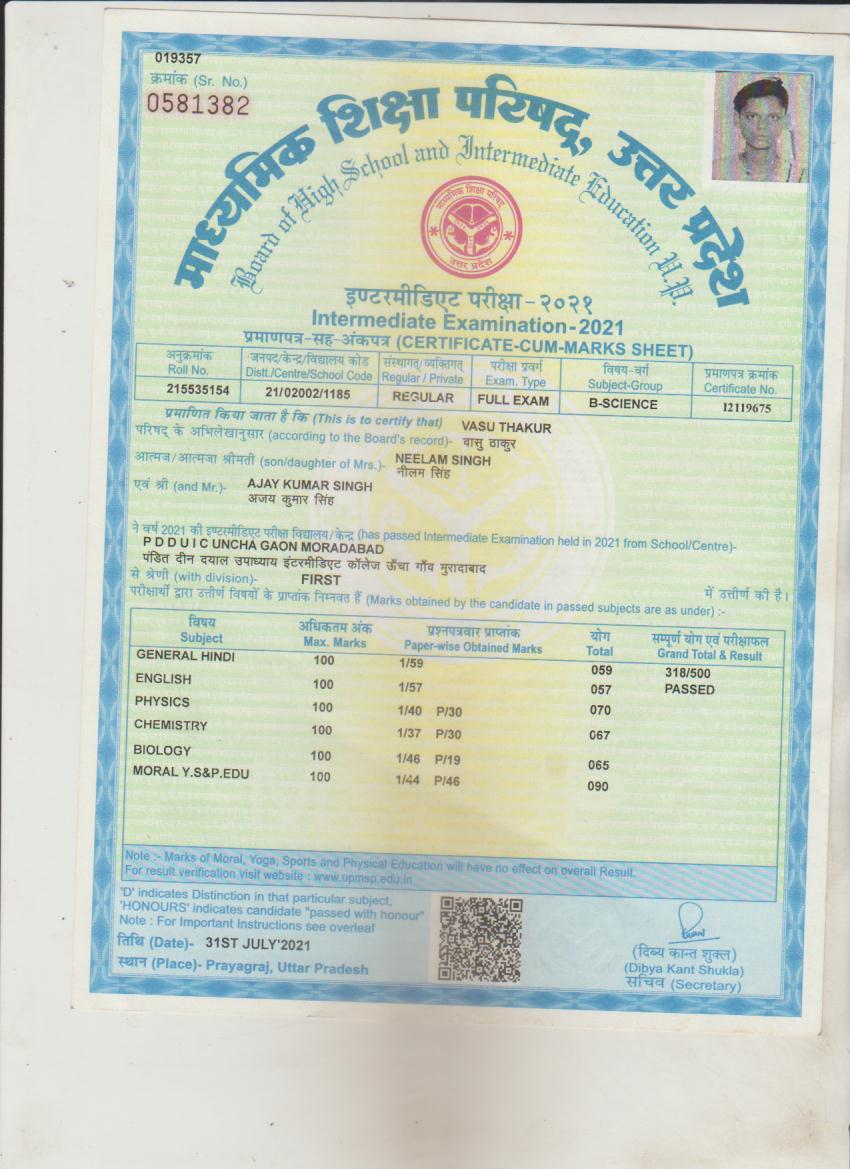 019357
क्रमांक (Sr. No.)
0581382
माध्यमिक शिक्षा परिषद्, उत्तर प्रदेश
Board of High School and Intermediate Education U.P.
माध्यमिक शिक्षा परिषद्
उत्तर प्रदेश
इण्टरमीडिएट परीक्षा - २०२१
Intermediate Examination-2021
प्रमाणपत्र-सह-अंकपत्र (CERTIFICATE-CUM-MARKS SHEET)
अनुक्रमांक जनपद/केन्द्र/विद्यालय कोड संस्थागत/व्यक्तिगत् परीक्षा प्रवर्ग विषय-वर्ग प्रमाणपत्र क्रमांक
Roll No. Distt./Centre/School Code Regular / Private Exam. Type Subject-Group Certificate No.
215535154 21/02002/1185 REGULAR FULL EXAM B-SCIENCE 12119675
प्रमाणित किया जाता है कि (This is to certify that) VASU THAKUR
परिषद् के अभिलेखानुसार (according to the Board's record)- वासु ठाकुर
आत्मज/आत्मजा श्रीमती (son/daughter of Mrs.)- NEELAM SINGH
नीलम सिंह
एवं श्री (and Mr.)- AJAY KUMAR SINGH
अजय कुमार सिंह
ने वर्ष 2021 की इण्टरमीडिएट परीक्षा विद्यालय/केन्द्र (has passed Intermediate Examination held in 2021 from School/Centre)-
P D D U I C UNCHA GAON MORADABAD
पंडित दीन दयाल उपाध्याय इंटरमीडिएट कॉलेज ऊँचा गाँव मुरादाबाद
से श्रेणी (with division)- FIRST में उत्तीर्ण की है।
परीक्षार्थी द्वारा उत्तीर्ण विषयों के प्राप्तांक निम्नवत हैं (Marks obtained by the candidate in passed subjects are as under) :-
विषय अधिकतम अंक प्रश्नपत्रवार प्राप्तांक योग सम्पूर्ण योग एवं परीक्षाफल
Subject Max. Marks Paper-wise Obtained Marks Total Grand Total & Result
GENERAL HINDI 100 1/59 059 318/500
ENGLISH 100 1/57 057 PASSED
PHYSICS 100 1/40 P/30 070
CHEMISTRY 100 1/37 P/30 067
BIOLOGY 100 1/46 P/19 065
MORAL Y.S&P.EDU 100 1/44 P/46 090
Note :- Marks of Moral, Yoga, Sports and Physical Education will have no effect on overall Result.
For result verification visit website : www.upmsp.edu.in
'D' indicates Distinction in that particular subject,
'HONOURS' indicates candidate "passed with honour"
Note : For Important Instructions see overleaf
तिथि (Date)- 31ST JULY'2021
स्थान (Place)- Prayagraj, Uttar Pradesh
(दिब्य कान्त शुक्ल)
(Dibya Kant Shukla)
सचिव (Secretary)